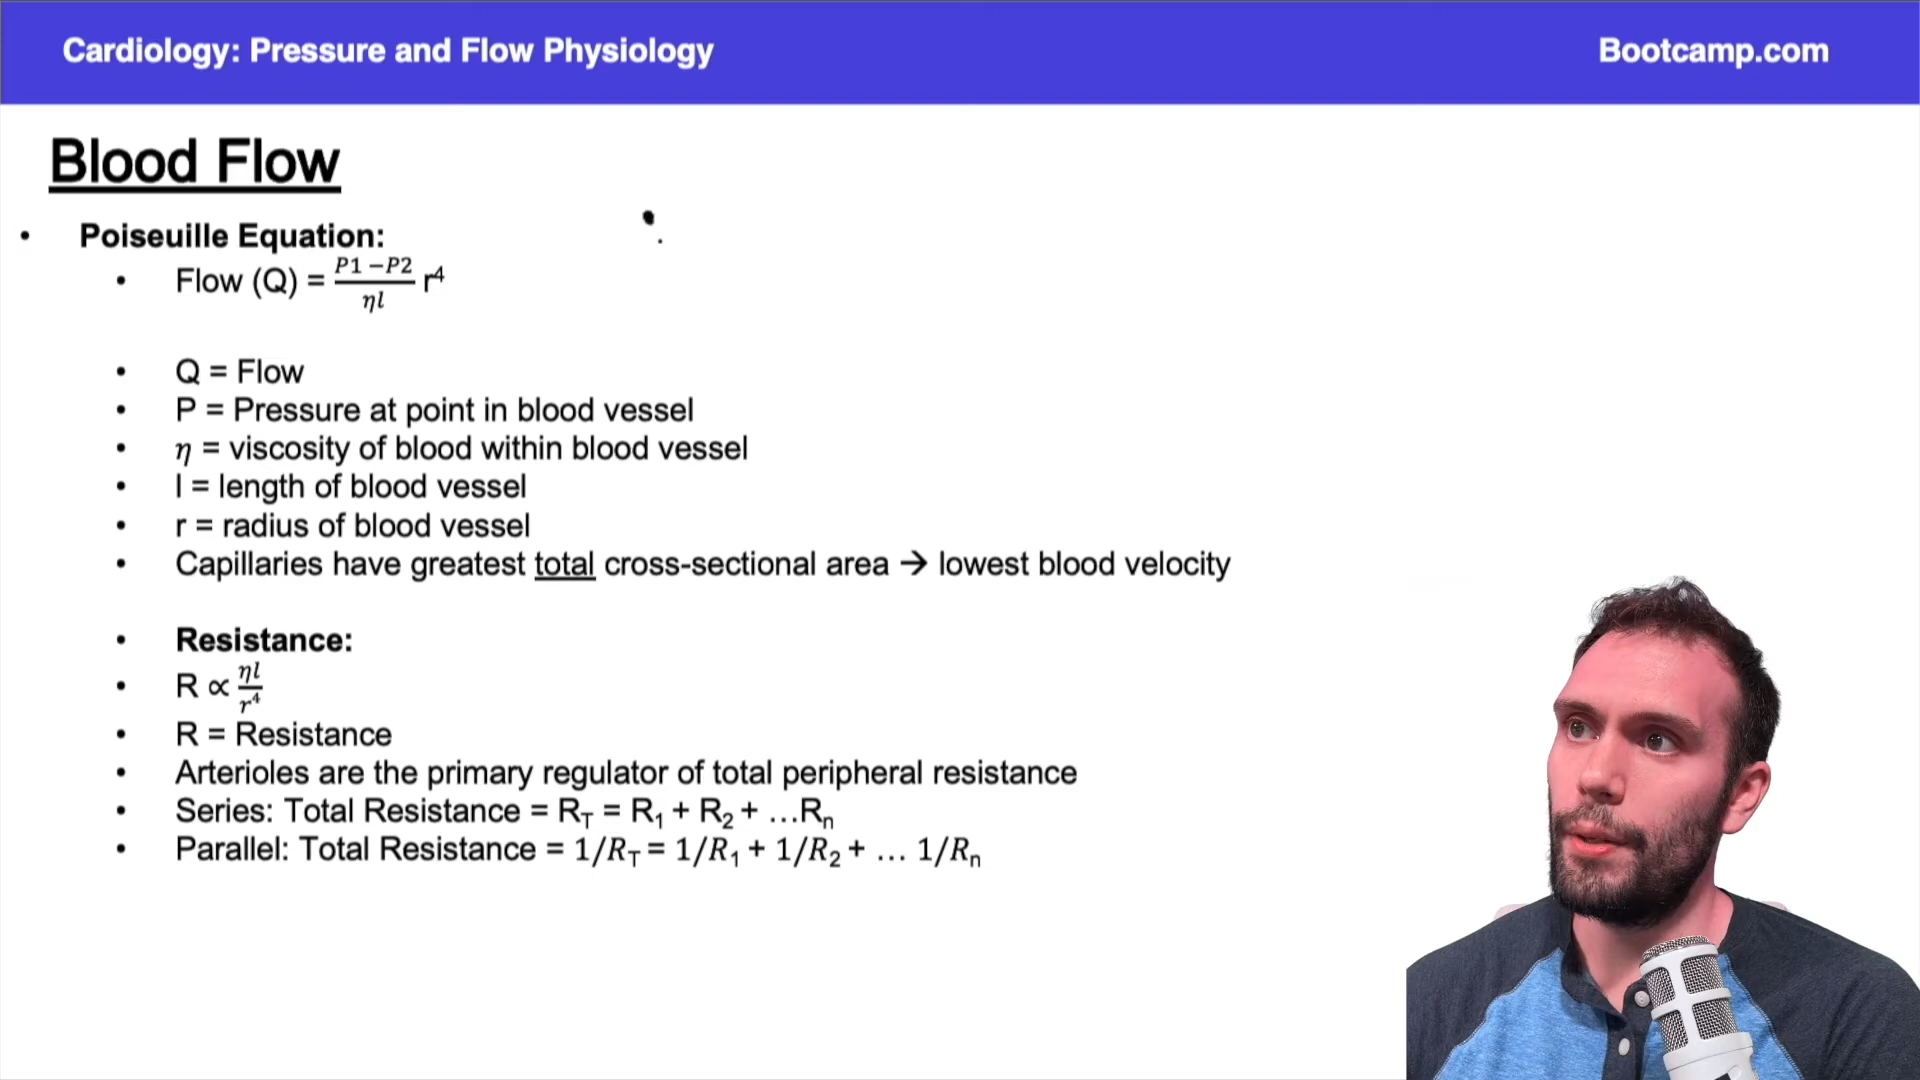 Cardiology: Pressure and Flow Physiology
Bootcamp.com
Blood Flow
• Poiseuille Equation:
• Flow (Q) = \frac{P1 − P2}{ηl} r⁴
• Q = Flow
• P = Pressure at point in blood vessel
• η = viscosity of blood within blood vessel
• l = length of blood vessel
• r = radius of blood vessel
• Capillaries have greatest total cross-sectional area → lowest blood velocity
• Resistance:
• R ∝ \frac{ηl}{r⁴}
• R = Resistance
• Arterioles are the primary regulator of total peripheral resistance
• Series: Total Resistance = R_T = R₁ + R₂ + …Rₙ
• Parallel: Total Resistance = 1/R_T = 1/R₁ + 1/R₂ + … 1/Rₙ